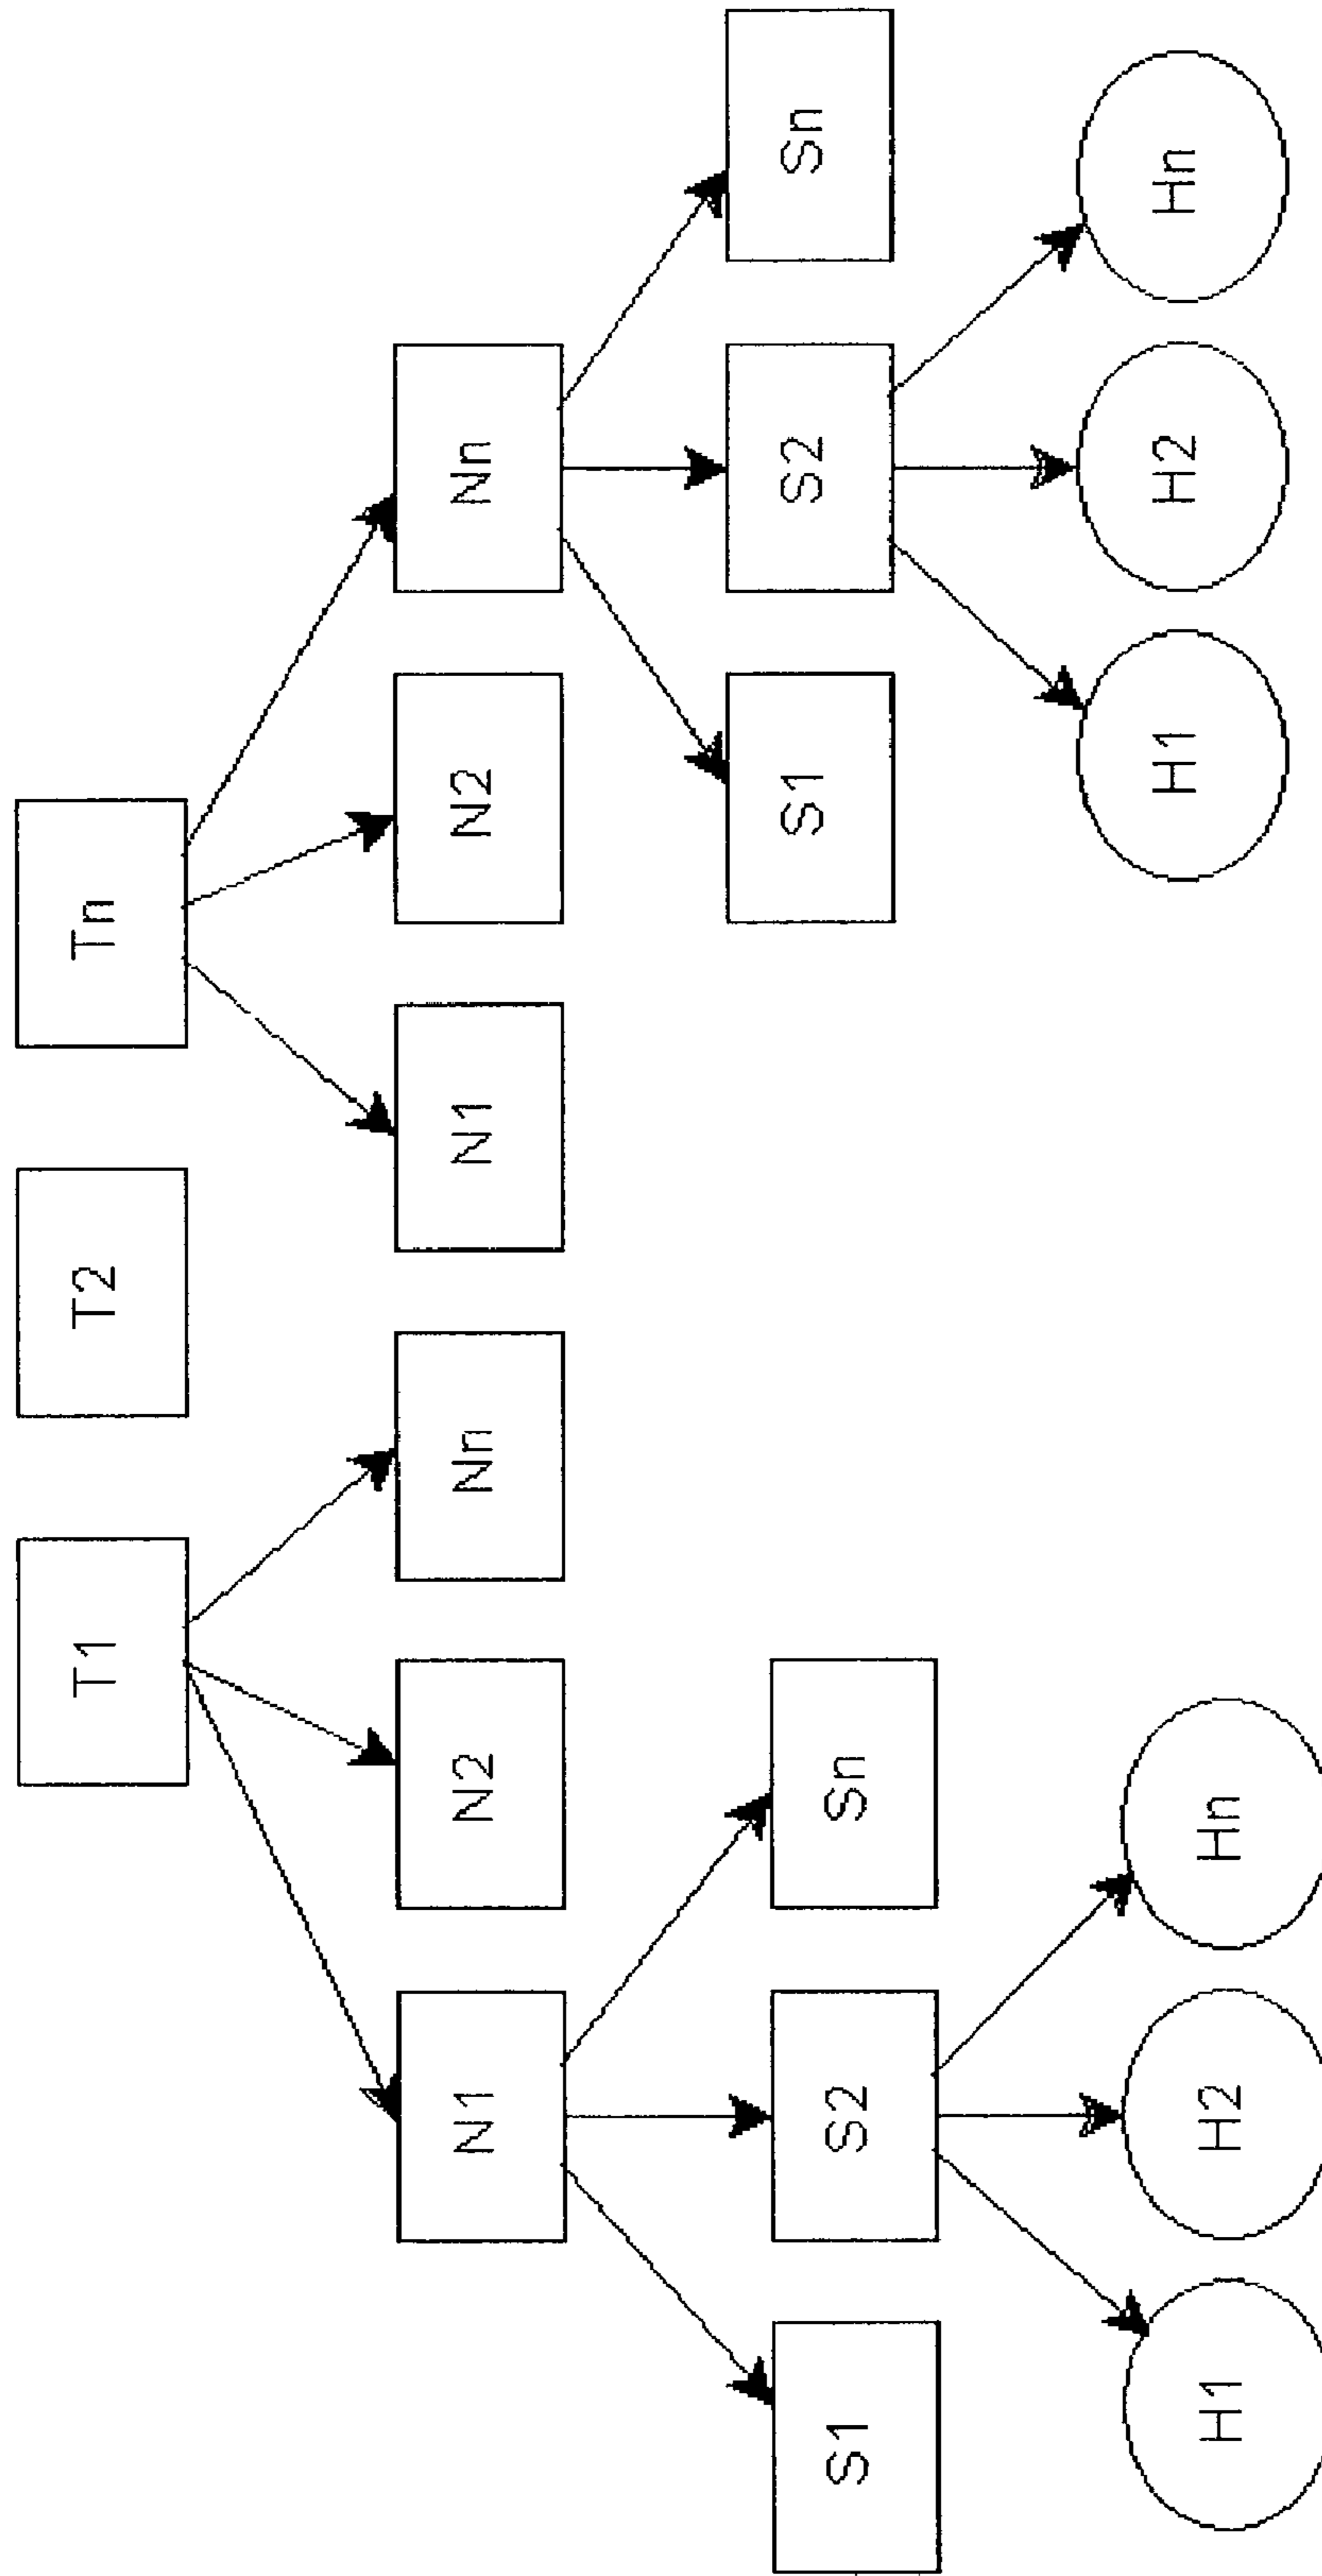 T1 T2 Tn
N1 N2 Nn N1 N2 Nn
S1 S2 Sn S1 S2 Sn
H1 H2 Hn H1 H2 Hn